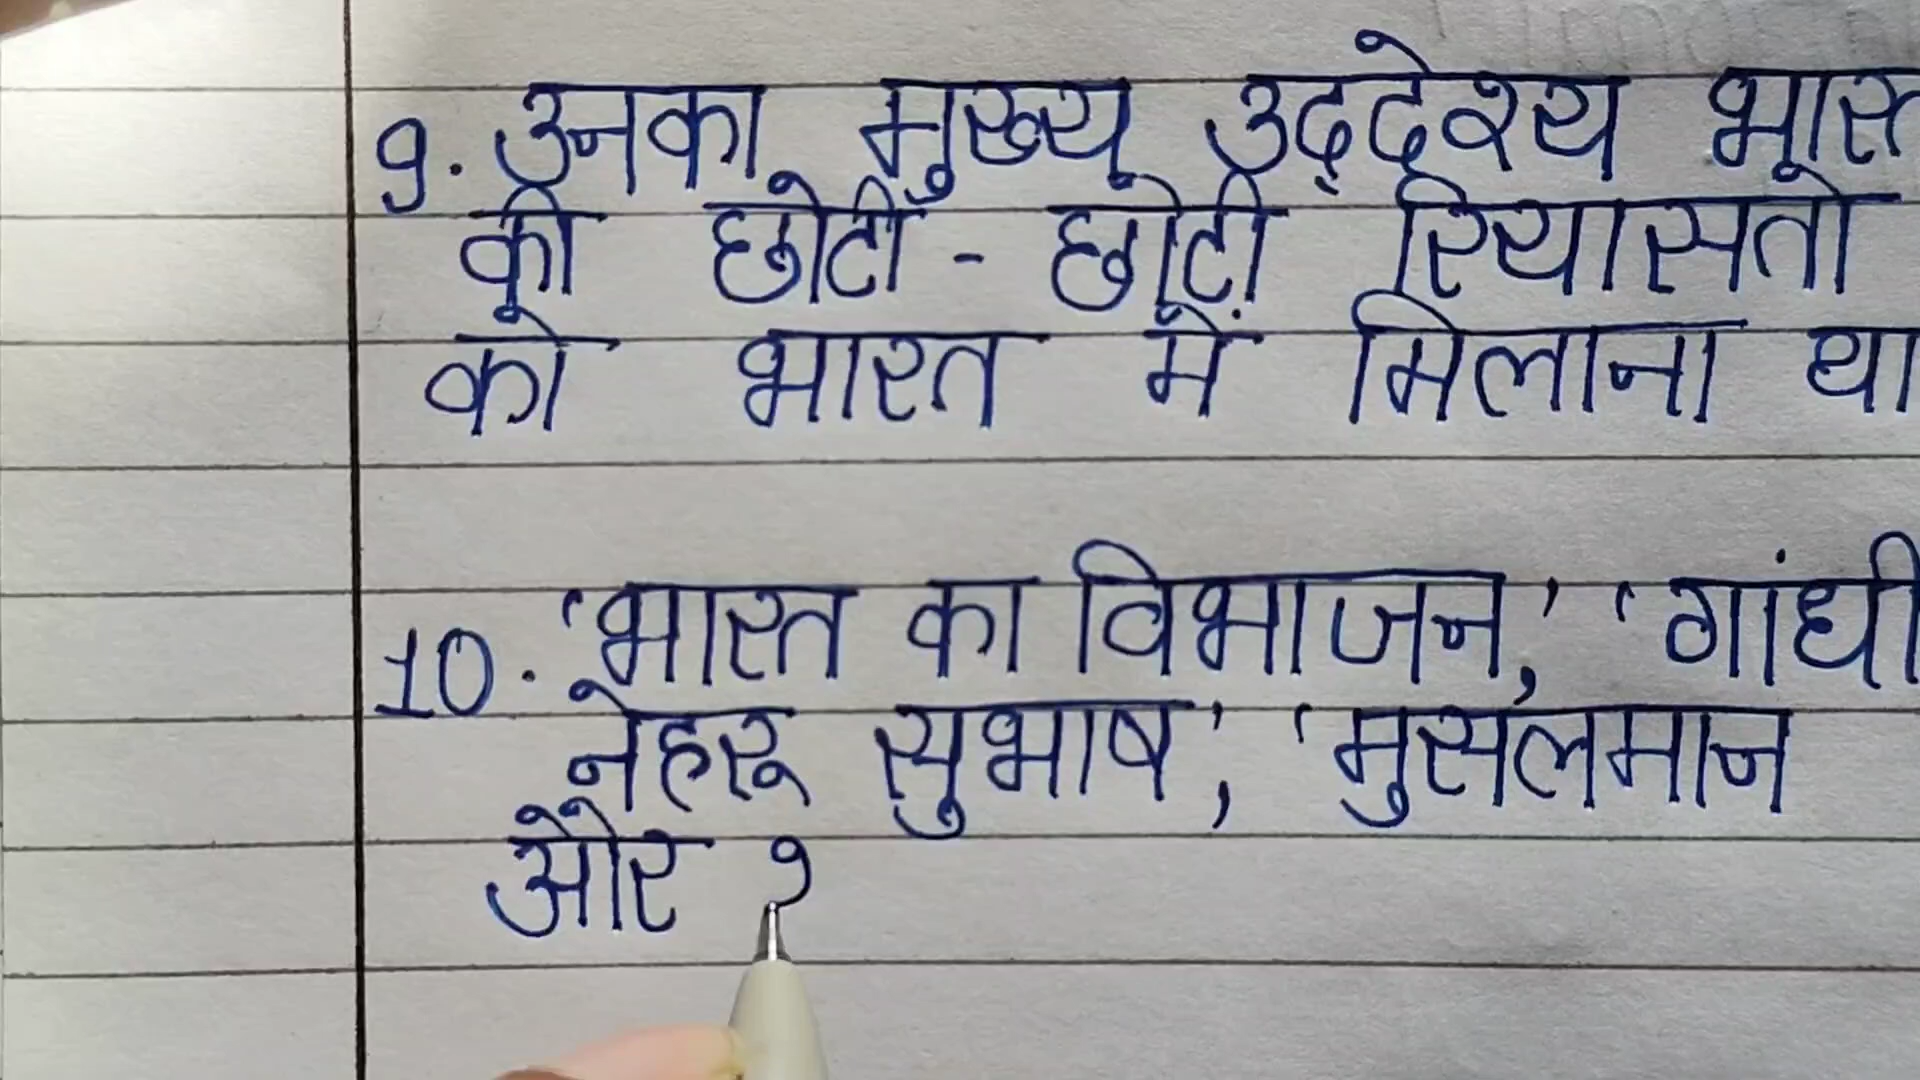 9. उनका मुख्य उद्देश्य भारत
की छोटी - छोटी रियासतो
को भारत में मिलाना था
10. 'भारत का विभाजन,' 'गांधी
नेहरू सुभाष', 'मुसलमान
और